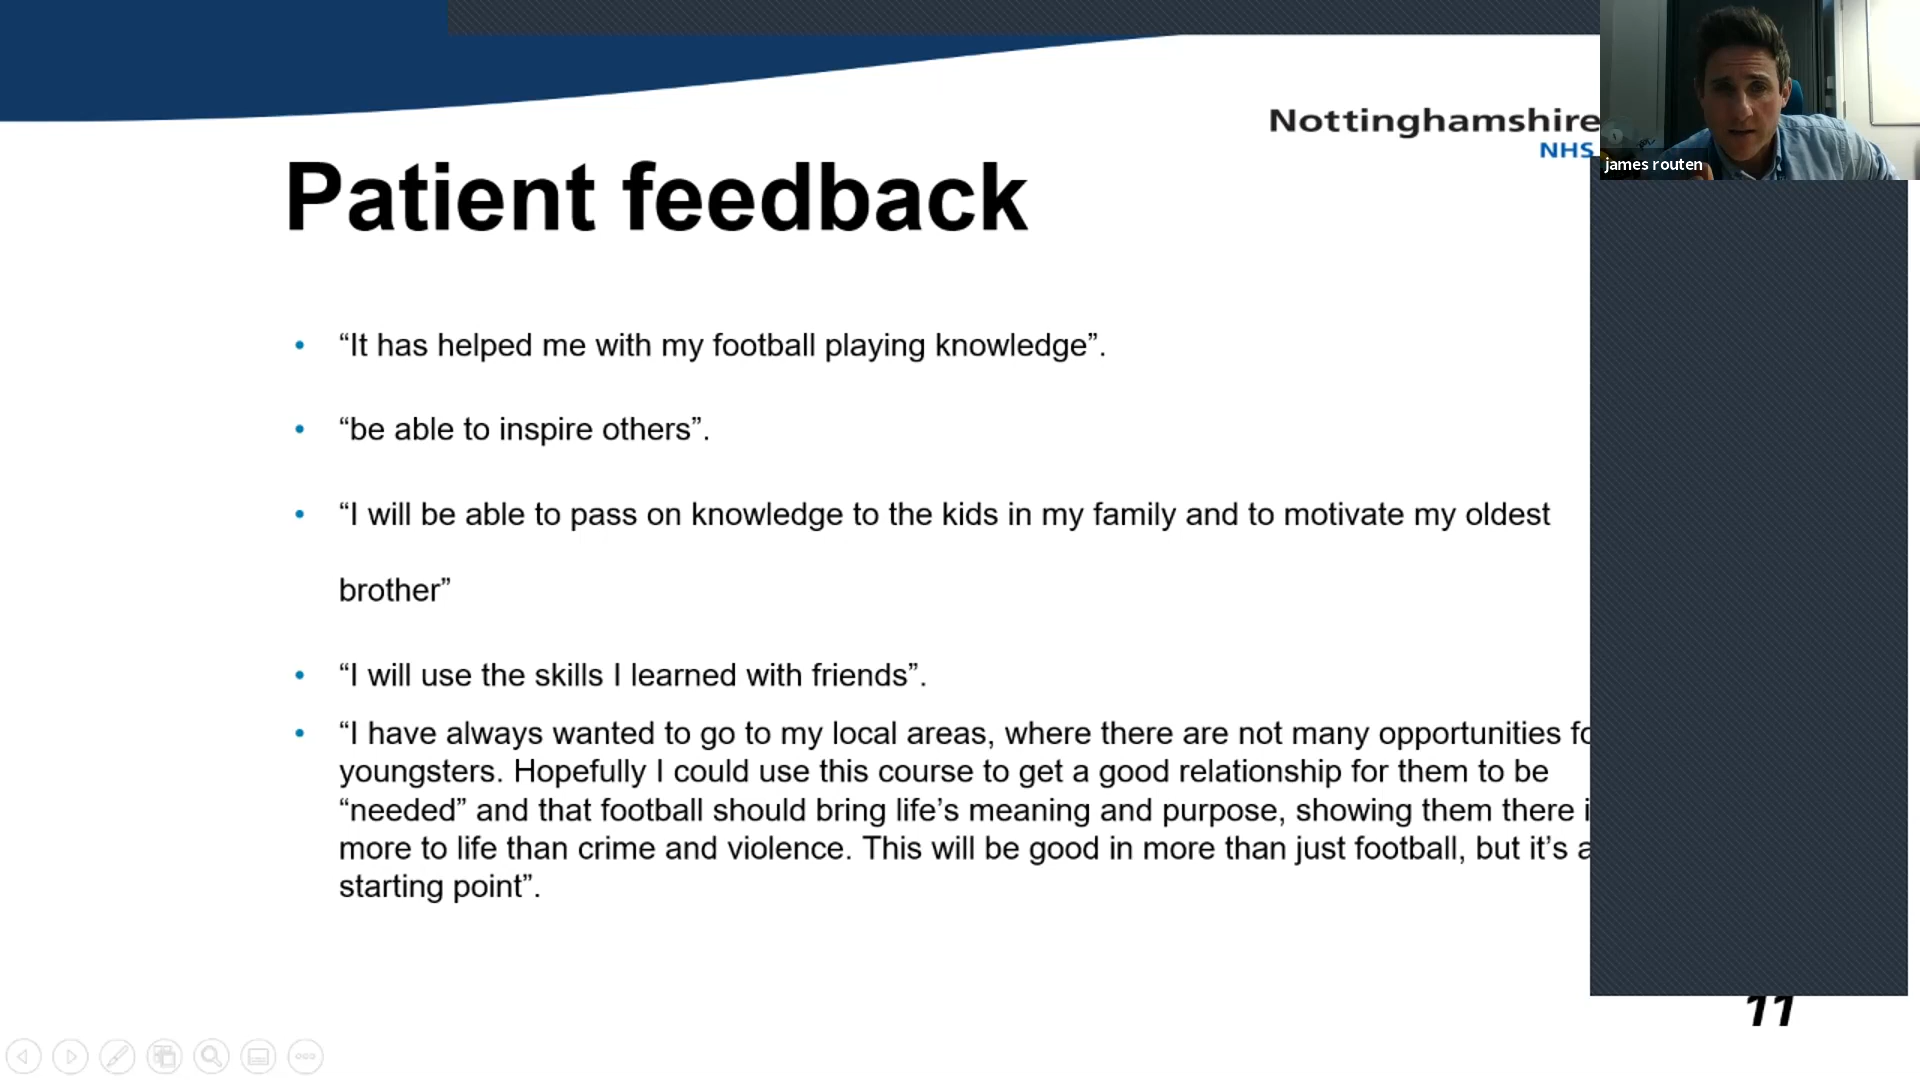 Nottinghamshire
NHS
james routen
Patient feedback
“It has helped me with my football playing knowledge”.
“be able to inspire others”.
“I will be able to pass on knowledge to the kids in my family and to motivate my oldest
brother”
“I will use the skills I learned with friends”.
“I have always wanted to go to my local areas, where there are not many opportunities
youngsters. Hopefully I could use this course to get a good relationship for them to be
“needed” and that football should bring life’s meaning and purpose, showing them there
more to life than crime and violence. This will be good in more than just football, but it’s a
starting point”.
11